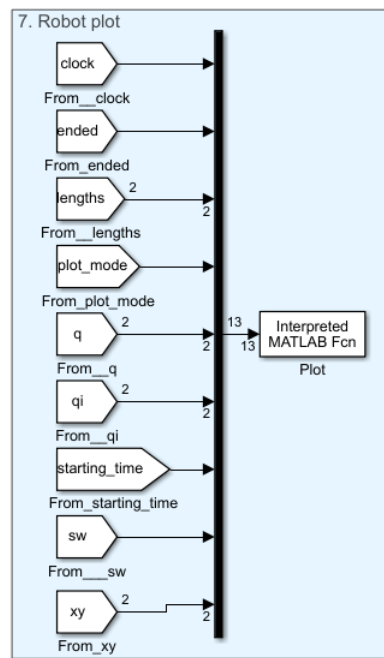 7. Robot plot
clock
From__clock
ended
From_ended
lengths
2
2
From__lengths
plot_mode
From_plot_mode
q
2
2
From__q
13
13
Interpreted
MATLAB Fcn
Plot
qi
2
2
From__qi
starting_time
From_starting_time
sw
From___sw
xy
2
2
From_xy